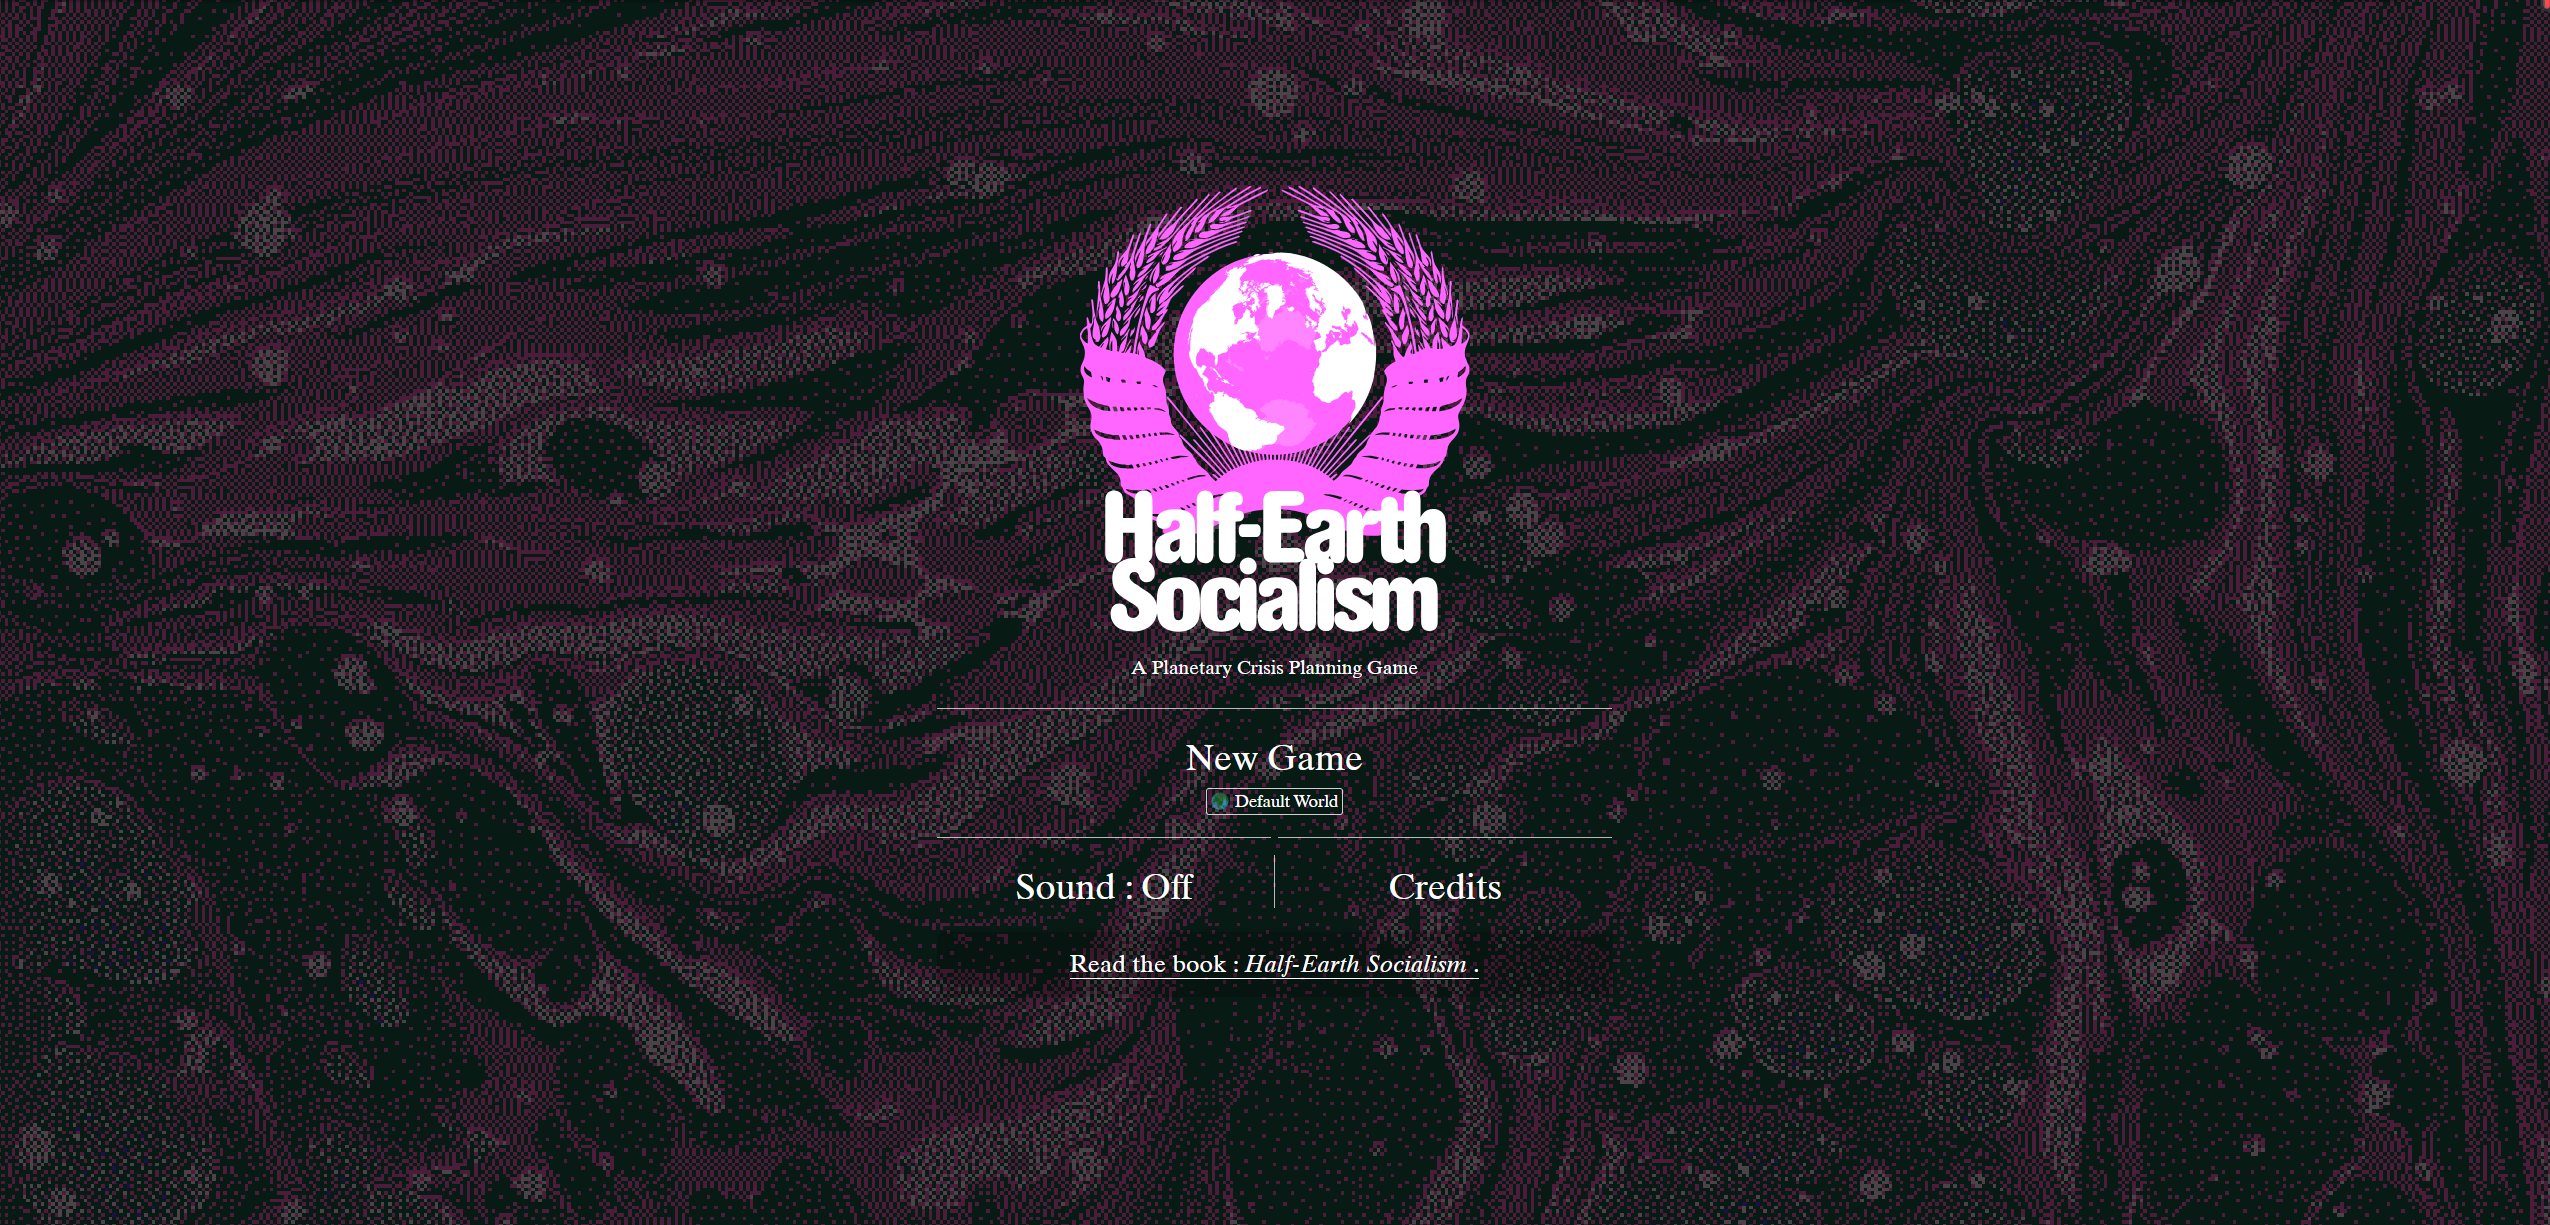 Half-Earth
Socialism
A Planetary Crisis Planning Game
New Game
Default World
Sound : Off
Credits
Read the book : Half-Earth Socialism .